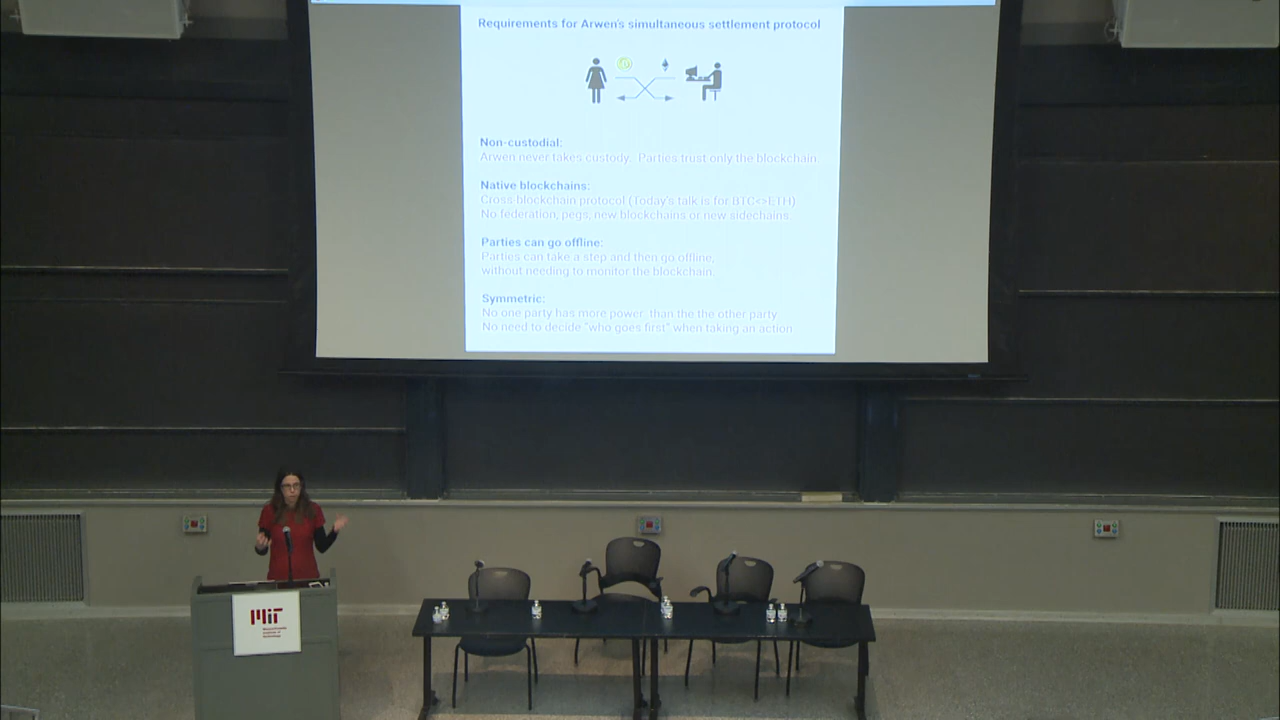 Requirements for Arwen's simultaneous settlement protocol
Non-custodial:
Arwen never takes custody. Parties trust only the blockchain.
Native blockchains:
Cross-blockchain protocol (Today's talk is for BTC<>ETH)
No federation, pegs, new blockchains or new sidechains.
Parties can go offline:
Parties can take a step and then go offline,
without needing to monitor the blockchain.
Symmetric:
No one party has more power, than the the other party
No need to decide "who goes first" when taking an action.
MIT
Massachusetts
Institute of
Technology